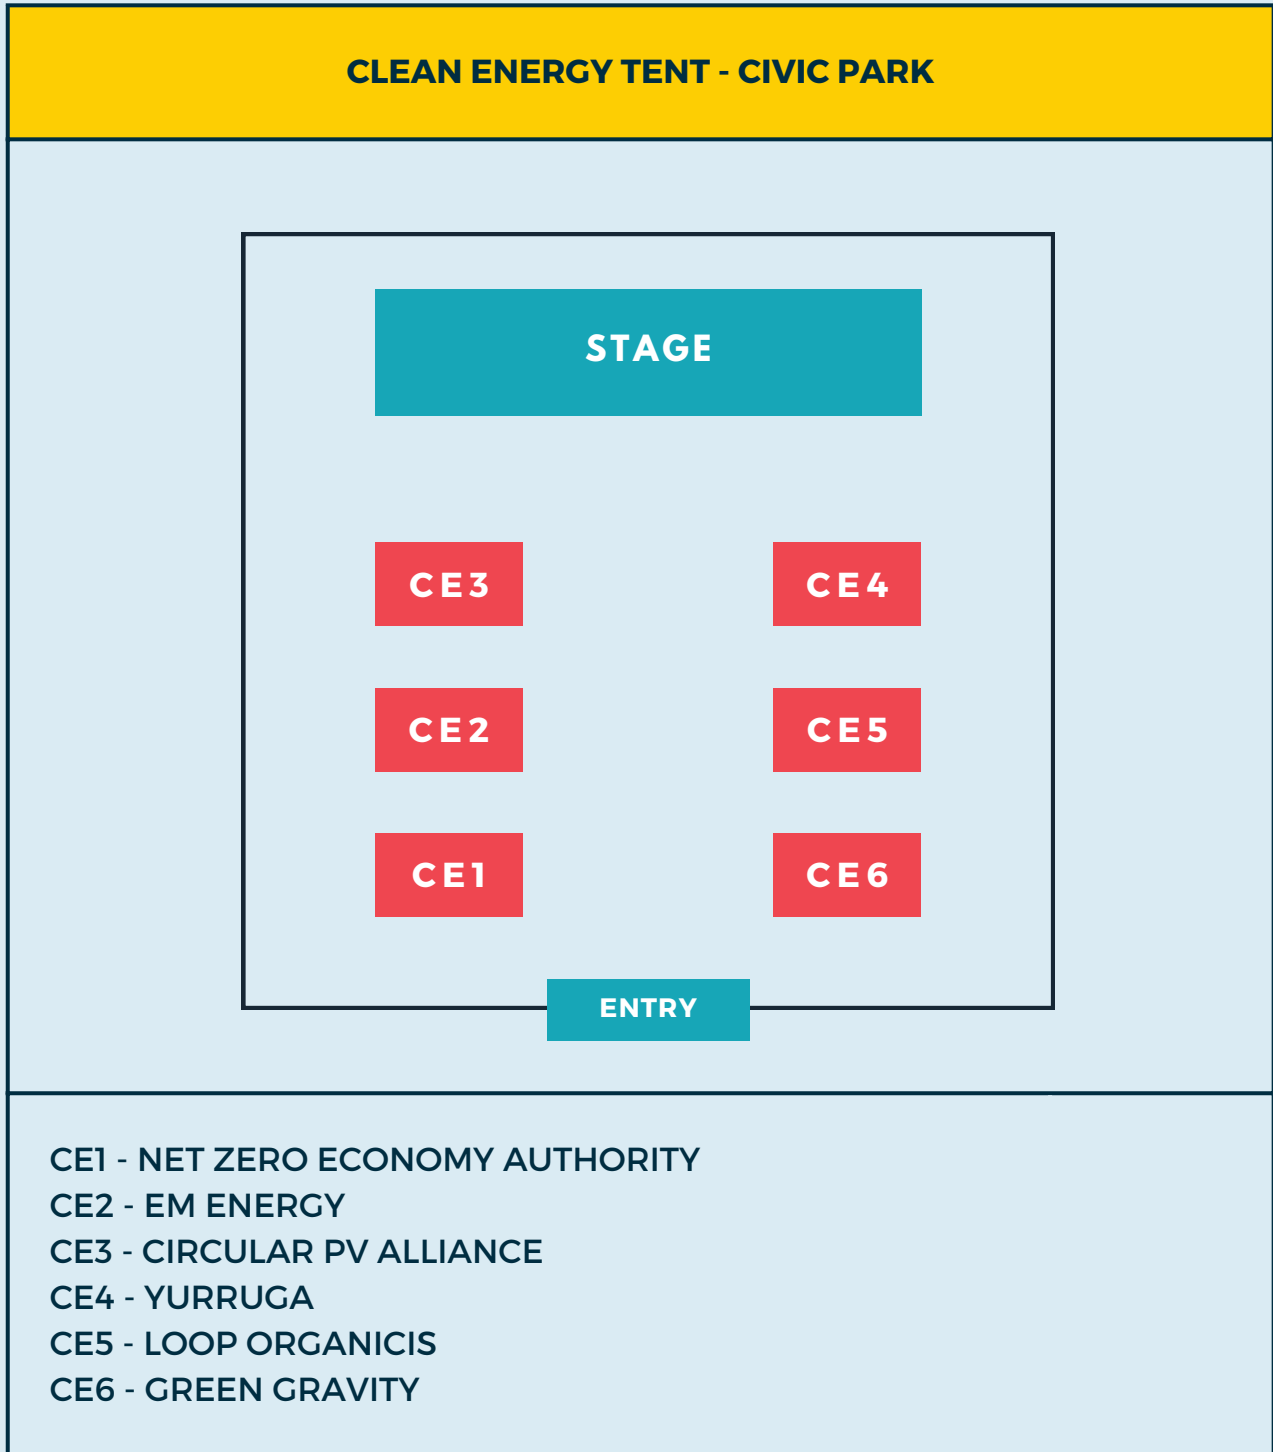 CLEAN ENERGY TENT - CIVIC PARK
STAGE
CE3
CE4
CE2
CE5
CE1
CE6
ENTRY
CE1 - NET ZERO ECONOMY AUTHORITY
CE2 - EM ENERGY
CE3 - CIRCULAR PV ALLIANCE
CE4 - YURRUGA
CE5 - LOOP ORGANICIS
CE6 - GREEN GRAVITY